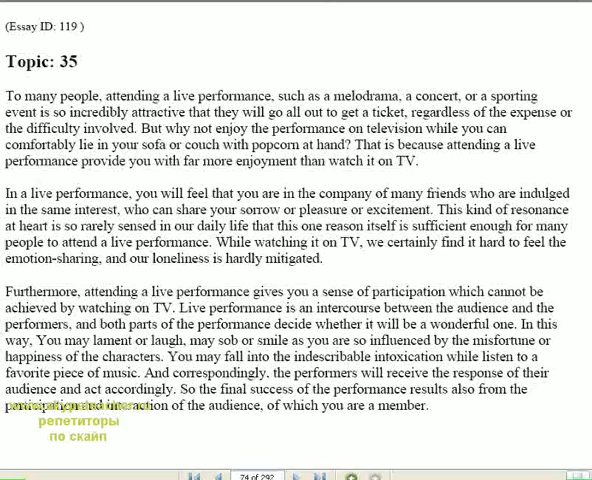 (Essay ID: 119 )
Topic: 35
To many people, attending a live performance, such as a melodrama, a concert, or a sporting
event is so incredibly attractive that they will go all out to get a ticket, regardless of the expense or
the difficulty involved. But why not enjoy the performance on television while you can
comfortably lie in your sofa or couch with popcorn at hand? That is because attending a live
performance provide you with far more enjoyment than watch it on TV.
In a live performance, you will feel that you are in the company of many friends who are indulged
in the same interest, who can share your sorrow or pleasure or excitement. This kind of resonance
at heart is so rarely sensed in our daily life that this one reason itself is sufficient enough for many
people to attend a live performance. While watching it on TV, we certainly find it hard to feel the
emotion-sharing, and our loneliness is hardly mitigated.
Furthermore, attending a live performance gives you a sense of participation which cannot be
achieved by watching on TV. Live performance is an intercourse between the audience and the
performers, and both parts of the performance decide whether it will be a wonderful one. In this
way, You may lament or laugh, may sob or smile as you are so influenced by the misfortune or
happiness of the characters. You may fall into the indescribable intoxication while listen to a
favorite piece of music. And correspondingly, the performers will receive the response of their
audience and act accordingly. So the final success of the performance results also from the
of the audience, of which you are a member.
репетиторы
по скайп
74 of 292